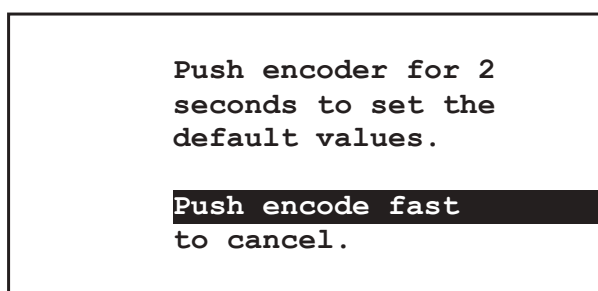 Push encoder for 2
seconds to set the
default values.
Push encode fast
to cancel.